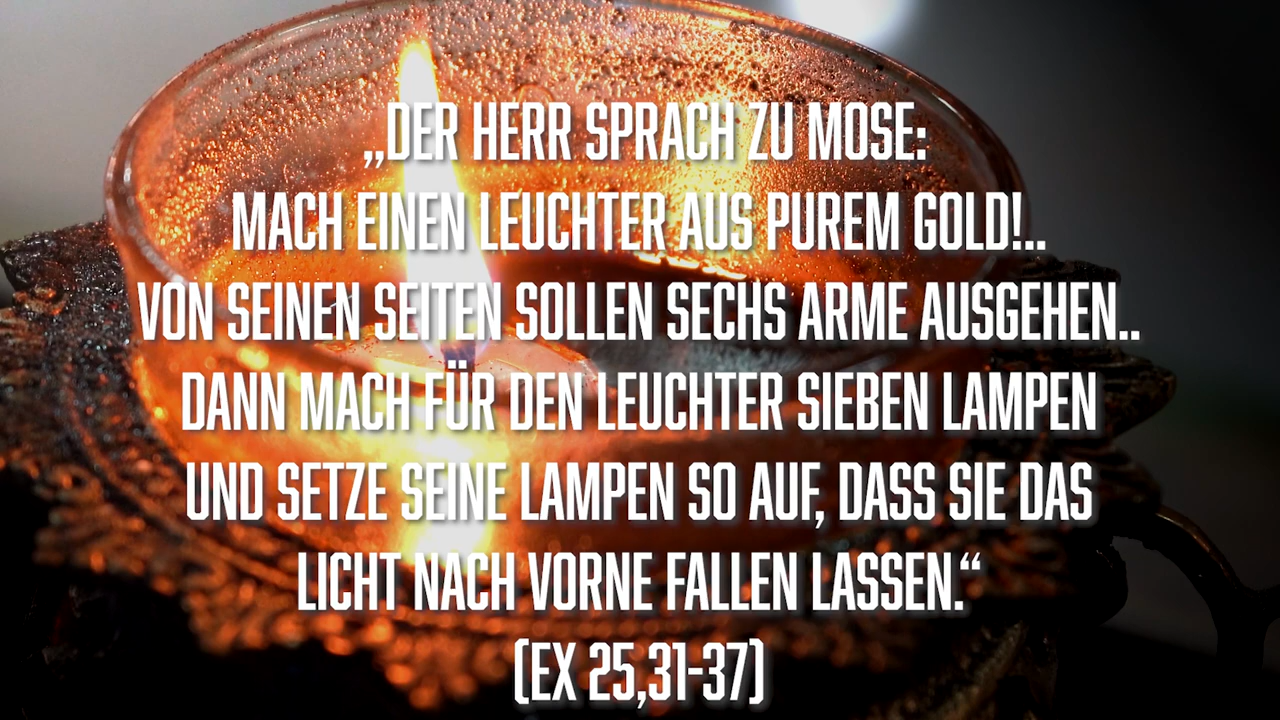 „DER HERR SPRACH ZU MOSE:
MACH EINEN LEUCHTER AUS PUREM GOLD!..
VON SEINEN SEITEN SOLLEN SECHS ARME AUSGEHEN..
DANN MACH FÜR DEN LEUCHTER SIEBEN LAMPEN
UND SETZE SEINE LAMPEN SO AUF, DASS SIE DAS
LICHT NACH VORNE FALLEN LASSEN.“
(EX 25,31-37)